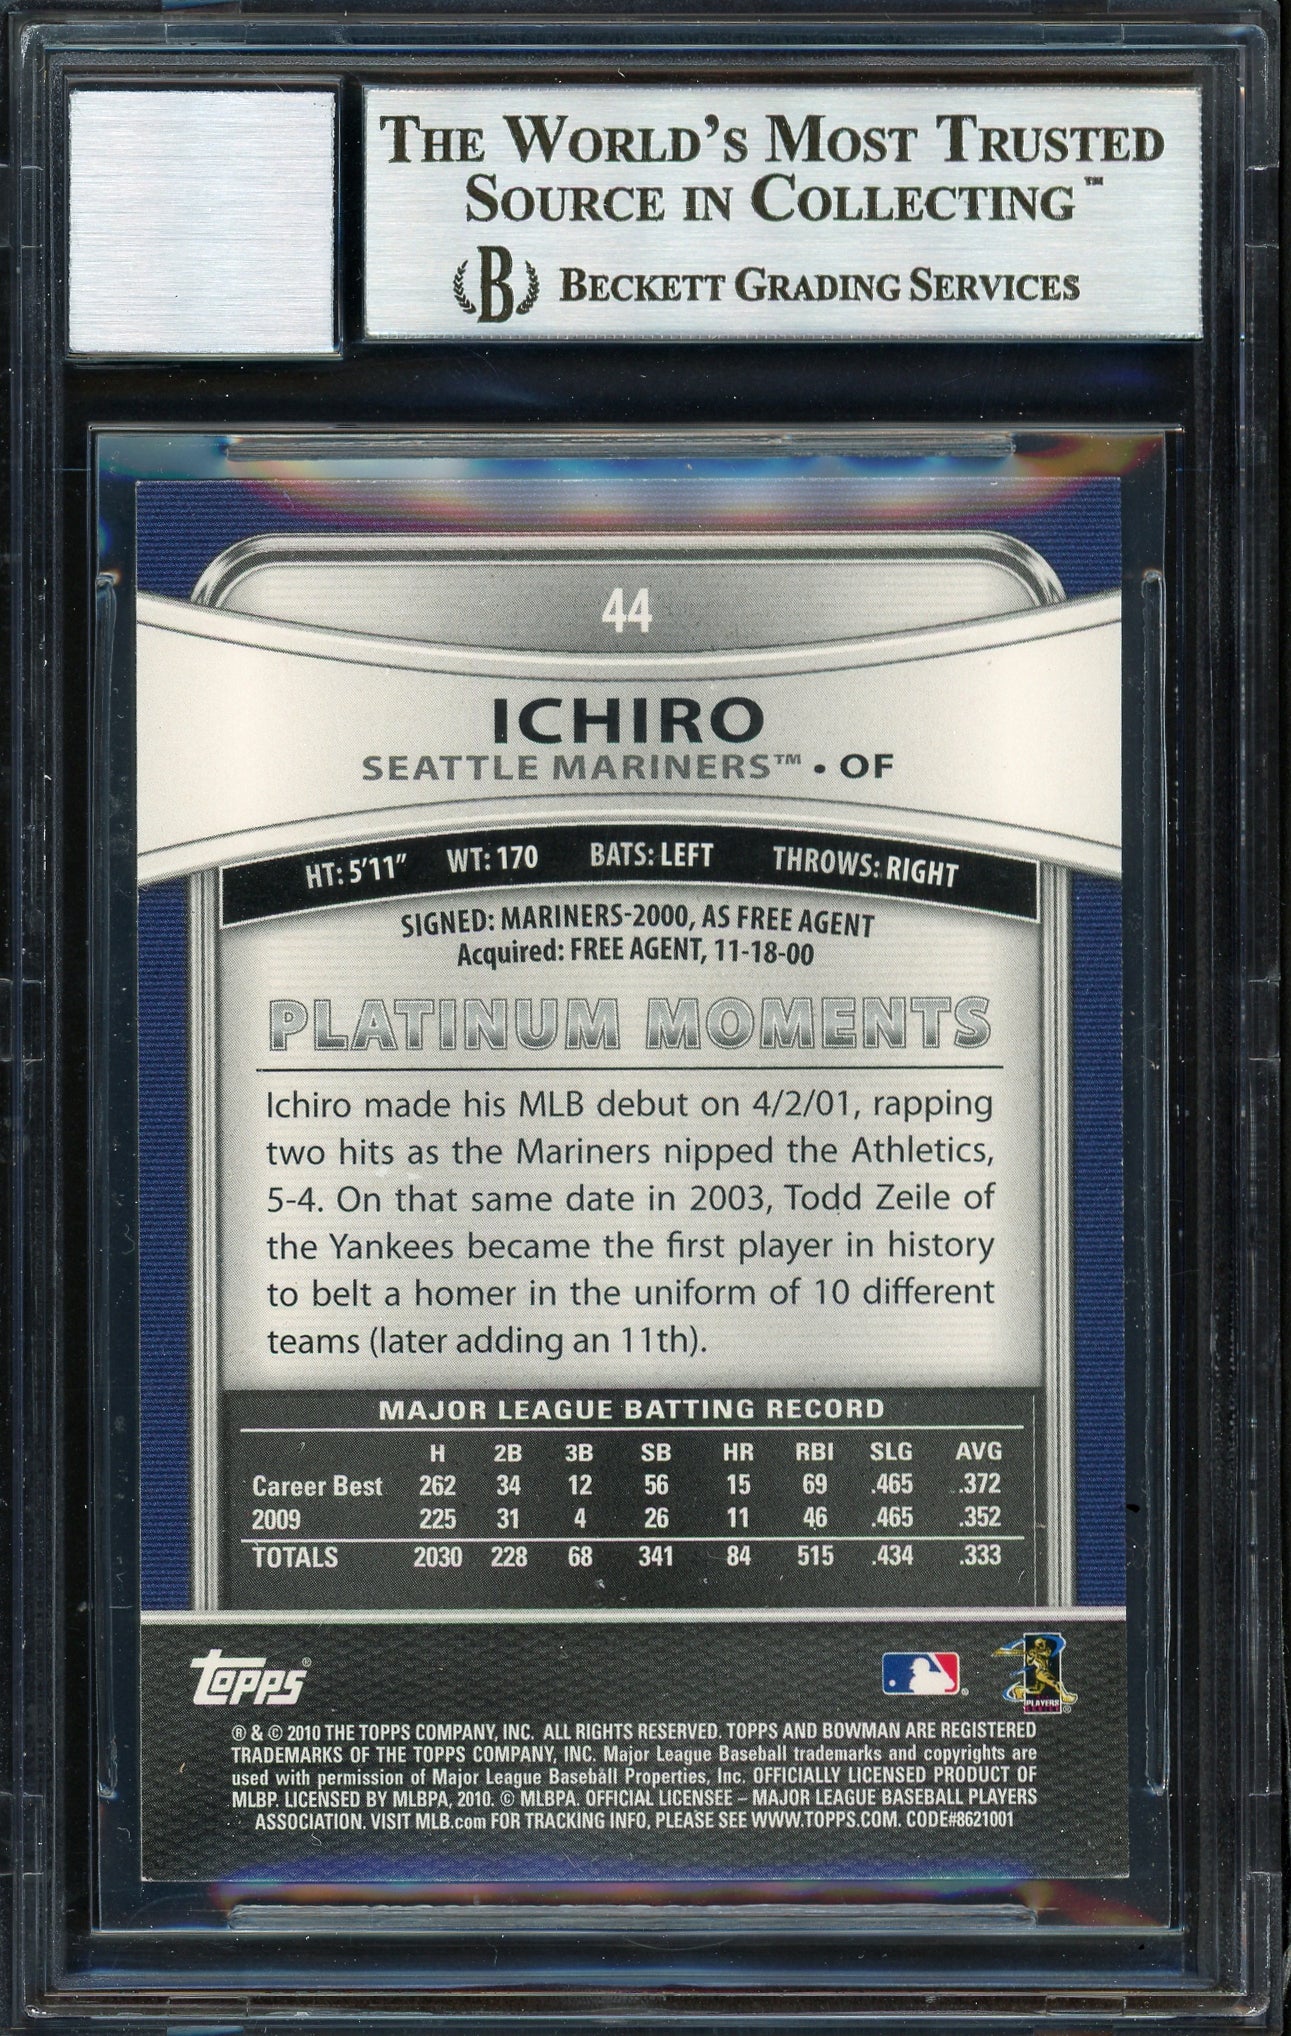 THE WORLD'S MOST TRUSTED
SOURCE IN COLLECTING™
B BECKETT GRADING SERVICES
44
ICHIRO
SEATTLE MARINERS™ • OF
HT: 5'11" WT: 170 BATS: LEFT THROWS: RIGHT
SIGNED: MARINERS-2000, AS FREE AGENT
Acquired: FREE AGENT, 11-18-00
PLATINUM MOMENTS
Ichiro made his MLB debut on 4/2/01, rapping
two hits as the Mariners nipped the Athletics,
5-4. On that same date in 2003, Todd Zeile of
the Yankees became the first player in history
to belt a homer in the uniform of 10 different
teams (later adding an 11th).
MAJOR LEAGUE BATTING RECORD
H 2B 3B SB HR RBI SLG AVG
Career Best 262 34 12 56 15 69 .465 .372
2009 225 31 4 26 11 46 .465 .352
TOTALS 2030 228 68 341 84 515 .434 .333
Topps®
®
PLAYERS
®
® & © 2010 THE TOPPS COMPANY, INC. ALL RIGHTS RESERVED. TOPPS AND BOWMAN ARE REGISTERED
TRADEMARKS OF THE TOPPS COMPANY, INC. Major League Baseball trademarks and copyrights are
used with permission of Major League Baseball Properties, Inc. OFFICIALLY LICENSED PRODUCT OF
MLBP. LICENSED BY MLBPA, 2010. © MLBPA. OFFICIAL LICENSEE – MAJOR LEAGUE BASEBALL PLAYERS
ASSOCIATION. VISIT MLB.com FOR TRACKING INFO, PLEASE SEE WWW.TOPPS.COM. CODE#8621001